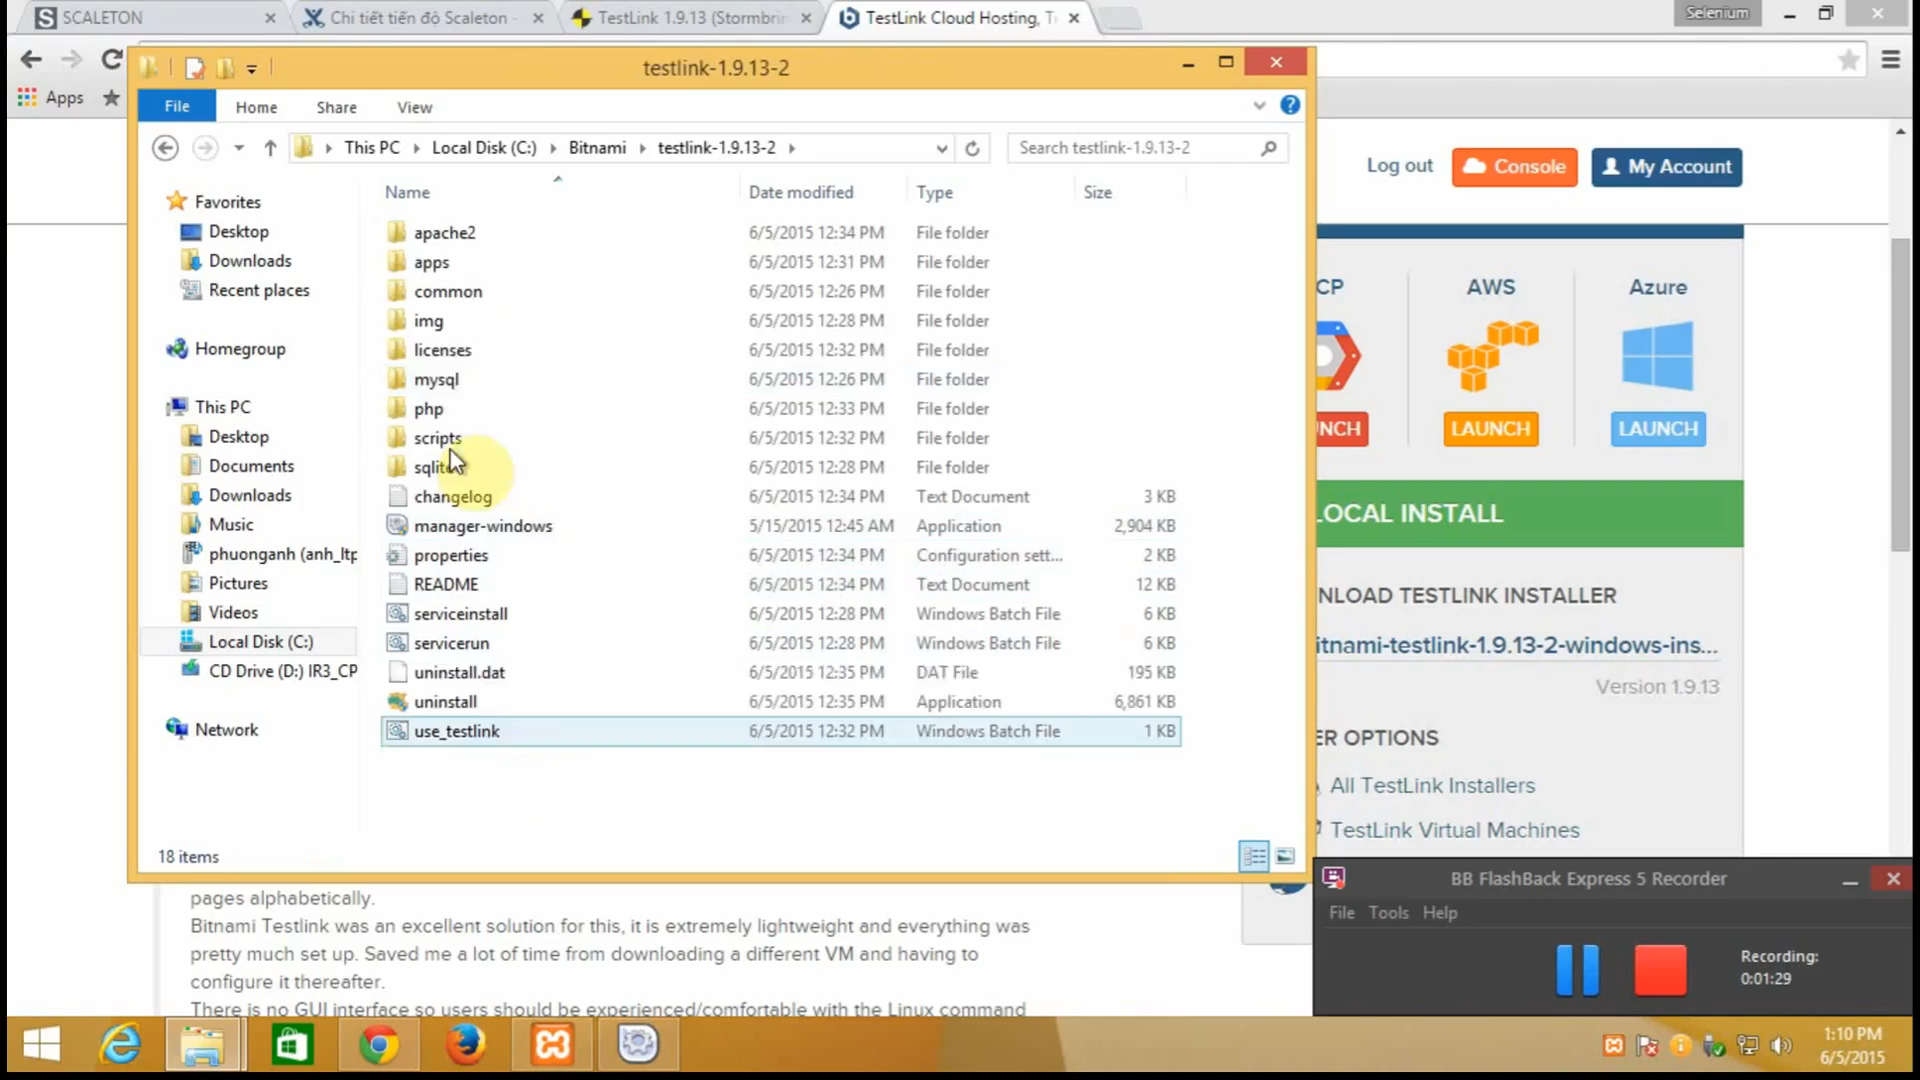 SCALETON
Chi tiết tiến độ Scaleton -
TestLink 1.9.13 (Stormbrin
TestLink Cloud Hosting, T
Selenium
Apps
testlink-1.9.13-2
File
Home
Share
View
This PC
Local Disk (C:)
Bitnami
testlink-1.9.13-2
Search testlink-1.9.13-2
Log out
Console
My Account
Name
Date modified
Type
Size
Favorites
Desktop
Downloads
Recent places
Homegroup
This PC
Desktop
Documents
Downloads
Music
phuonganh (anh_ltp
Pictures
Videos
Local Disk (C:)
CD Drive (D:) IR3_CP
Network
apache2 6/5/2015 12:34 PM File folder
apps 6/5/2015 12:31 PM File folder
common 6/5/2015 12:26 PM File folder
img 6/5/2015 12:28 PM File folder
licenses 6/5/2015 12:32 PM File folder
mysql 6/5/2015 12:26 PM File folder
php 6/5/2015 12:33 PM File folder
scripts 6/5/2015 12:32 PM File folder
6/5/2015 12:28 PM File folder
changelog 6/5/2015 12:34 PM Text Document 3 KB
manager-windows 5/15/2015 12:45 AM Application 2,904 KB
properties 6/5/2015 12:34 PM Configuration sett... 2 KB
README 6/5/2015 12:34 PM Text Document 12 KB
serviceinstall 6/5/2015 12:28 PM Windows Batch File 6 KB
servicerun 6/5/2015 12:28 PM Windows Batch File 6 KB
uninstall.dat 6/5/2015 12:35 PM DAT File 195 KB
uninstall 6/5/2015 12:35 PM Application 6,861 KB
use_testlink 6/5/2015 12:32 PM Windows Batch File 1 KB
18 items
CP
AWS
Azure
NCH
LAUNCH
LAUNCH
LOCAL INSTALL
NLOAD TESTLINK INSTALLER
itnami-testlink-1.9.13-2-windows-ins...
Version 1.9.13
ER OPTIONS
All TestLink Installers
TestLink Virtual Machines
pages alphabetically.
Bitnami Testlink was an excellent solution for this, it is extremely lightweight and everything was
pretty much set up. Saved me a lot of time from downloading a different VM and having to
configure it thereafter.
There is no GUI interface so users should be experienced/comfortable with the Linux command
BB FlashBack Express 5 Recorder
File Tools Help
Recording:
0:01:29
1:10 PM
6/5/2015